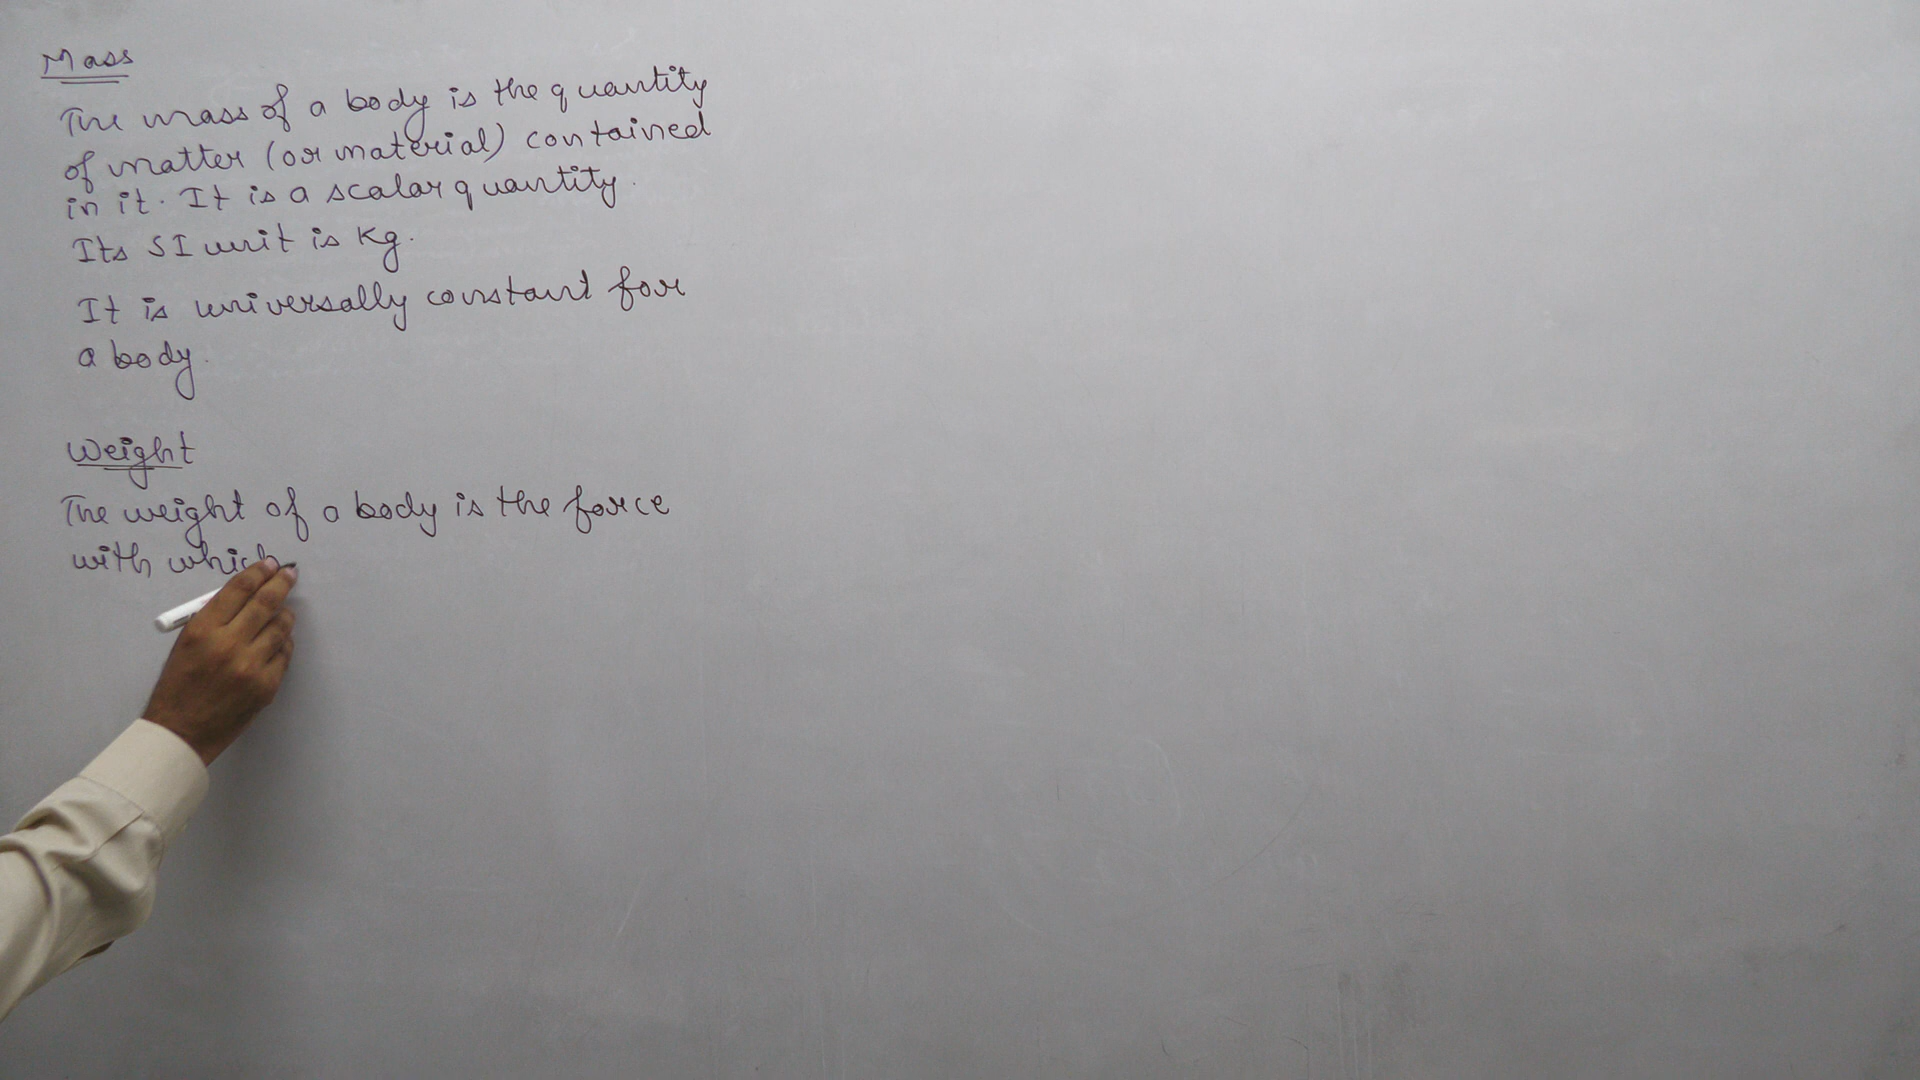 Mass
The mass of a body is the quantity
of matter (or material) contained
in it. It is a scalar quantity.
Its SI unit is Kg.
It is universally constant for
a body.
Weight
The weight of a body is the force
with which